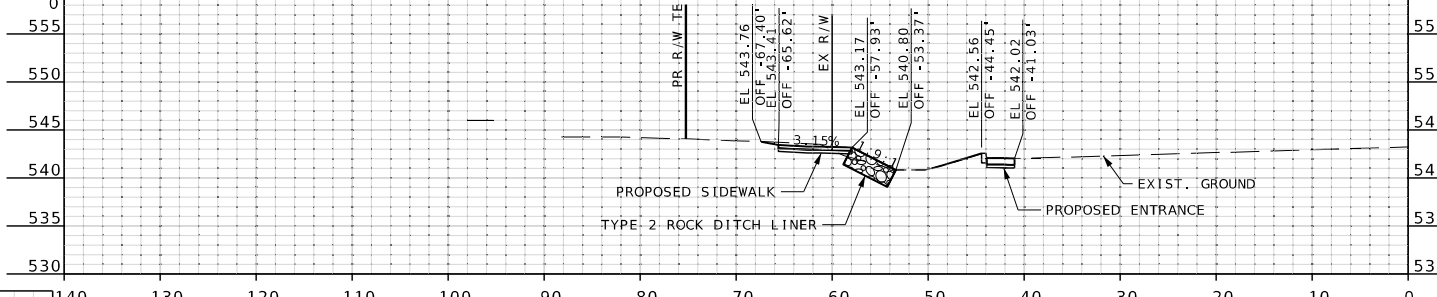 0
555
550
545
540
535
530
PR R/W TE
EL 543.76
OFF -67.40'
EL 543.41
OFF -65.62'
EX R/W
EL 543.17
OFF -57.93'
EL 540.80
OFF -53.37'
EL 542.56
OFF -44.45'
EL 542.02
OFF -41.03'
3.15%
PROPOSED SIDEWALK
TYPE 2 ROCK DITCH LINER
EXIST. GROUND
PROPOSED ENTRANCE
55
55
54
54
53
53
140
130
120
110
100
90
80
70
60
50
40
30
20
10
0